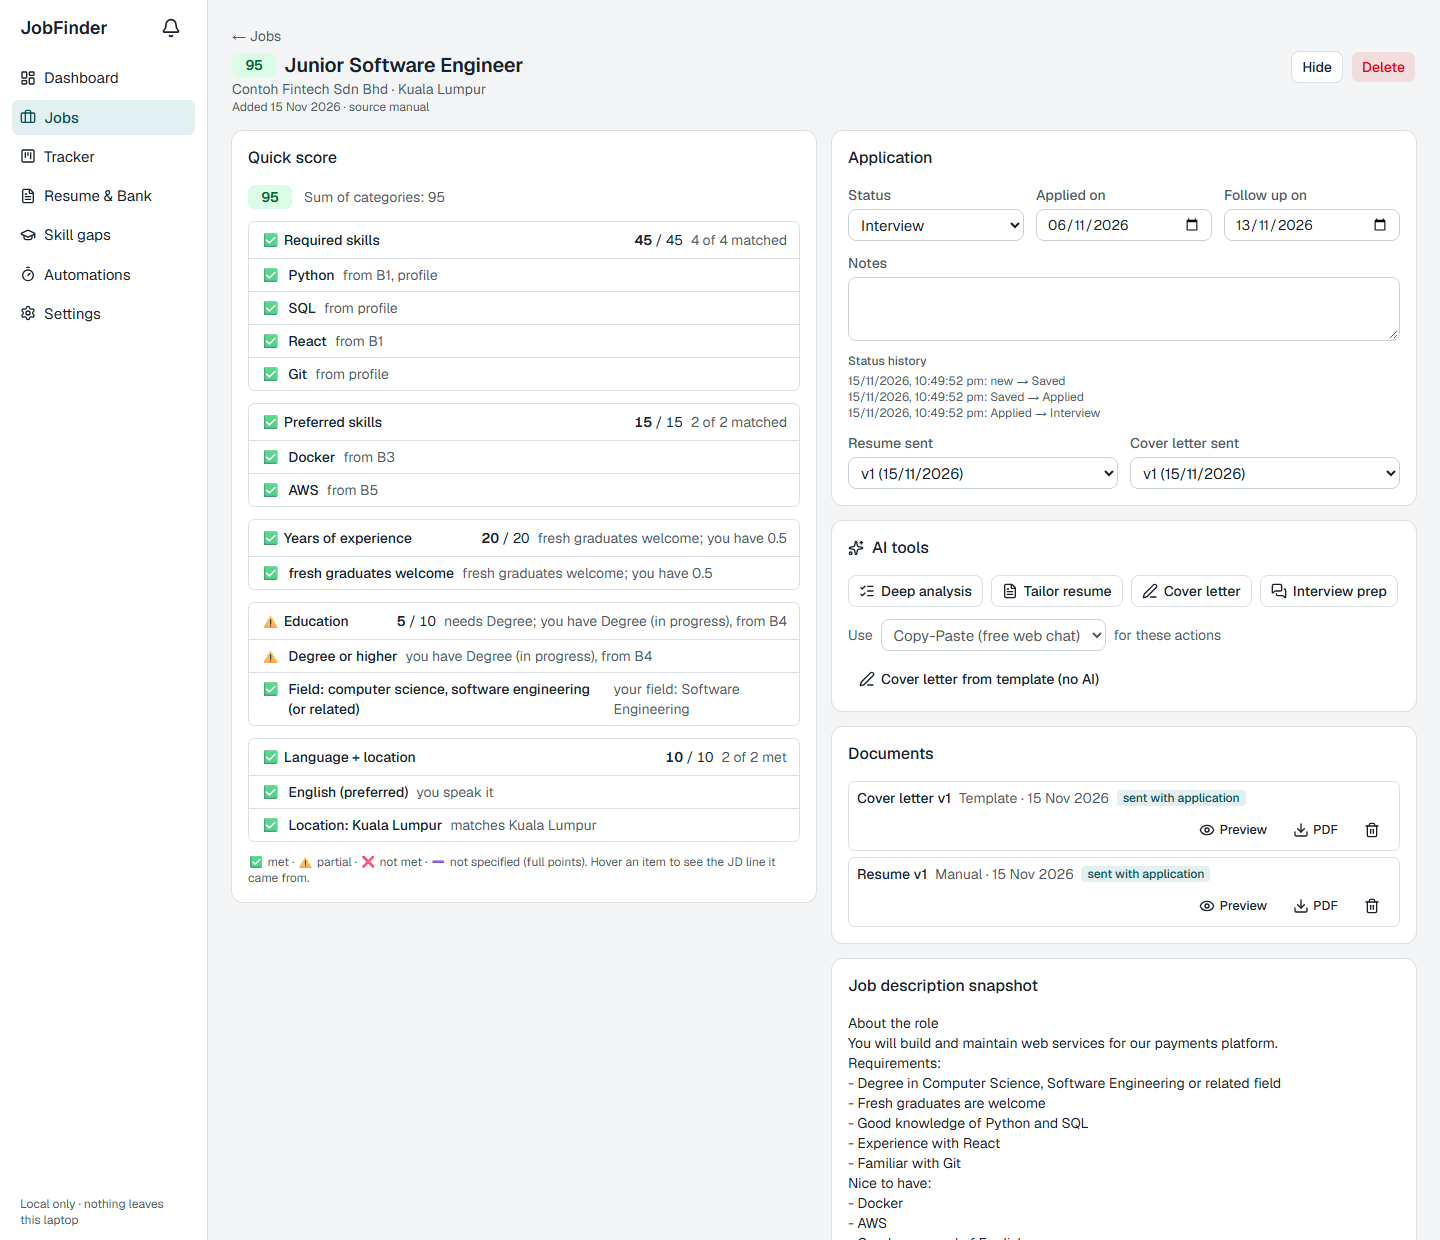 JobFinder
Dashboard
Jobs
Tracker
Resume & Bank
Skill gaps
Automations
Settings
Local only · nothing leaves
this laptop
← Jobs
95 Junior Software Engineer
Contoh Fintech Sdn Bhd · Kuala Lumpur
Added 15 Nov 2026 · source manual
Hide
Delete
Quick score
95 Sum of categories: 95
Required skills 45 / 45 4 of 4 matched
Python from B1, profile
SQL from profile
React from B1
Git from profile
Preferred skills 15 / 15 2 of 2 matched
Docker from B3
AWS from B5
Years of experience 20 / 20 fresh graduates welcome; you have 0.5
fresh graduates welcome fresh graduates welcome; you have 0.5
Education 5 / 10 needs Degree; you have Degree (in progress), from B4
Degree or higher you have Degree (in progress), from B4
Field: computer science, software engineering
(or related)
your field: Software
Engineering
Language + location 10 / 10 2 of 2 met
English (preferred) you speak it
Location: Kuala Lumpur matches Kuala Lumpur
met · partial · not met · not specified (full points). Hover an item to see the JD line it
came from.
Application
Status
Interview
Applied on
06/11/2026
Follow up on
13/11/2026
Notes
Status history
15/11/2026, 10:49:52 pm: new → Saved
15/11/2026, 10:49:52 pm: Saved → Applied
15/11/2026, 10:49:52 pm: Applied → Interview
Resume sent
v1 (15/11/2026)
Cover letter sent
v1 (15/11/2026)
AI tools
Deep analysis
Tailor resume
Cover letter
Interview prep
Use Copy-Paste (free web chat) for these actions
Cover letter from template (no AI)
Documents
Cover letter v1 Template · 15 Nov 2026 sent with application
Preview PDF
Resume v1 Manual · 15 Nov 2026 sent with application
Preview PDF
Job description snapshot
About the role
You will build and maintain web services for our payments platform.
Requirements:
- Degree in Computer Science, Software Engineering or related field
- Fresh graduates are welcome
- Good knowledge of Python and SQL
- Experience with React
- Familiar with Git
Nice to have:
- Docker
- AWS